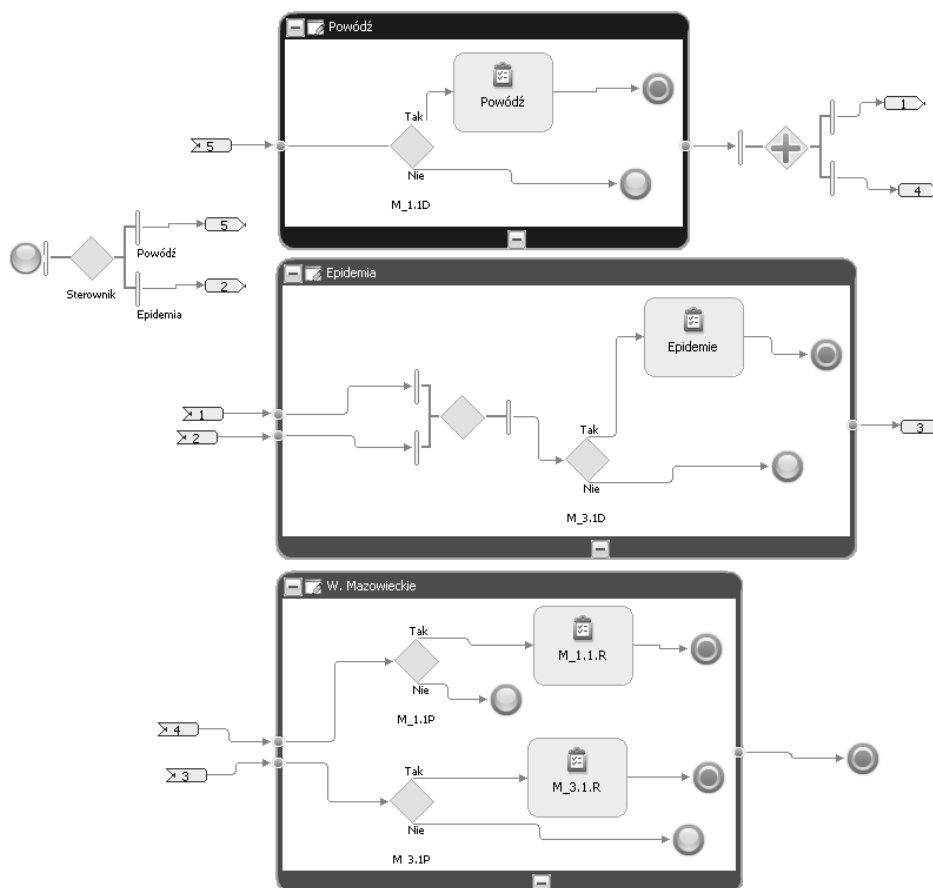 Powódź
Powódź
Tak
Nie
M_1.1D
5
1
4
5
Powódź
Sterownik
2
Epidemia
Epidemia
Epidemie
1
2
Tak
Nie
M_3.1D
3
W. Mazowieckie
Tak
M_1.1.R
Nie
M_1.1P
4
3
Tak
M_3.1.R
Nie
M_3.1P